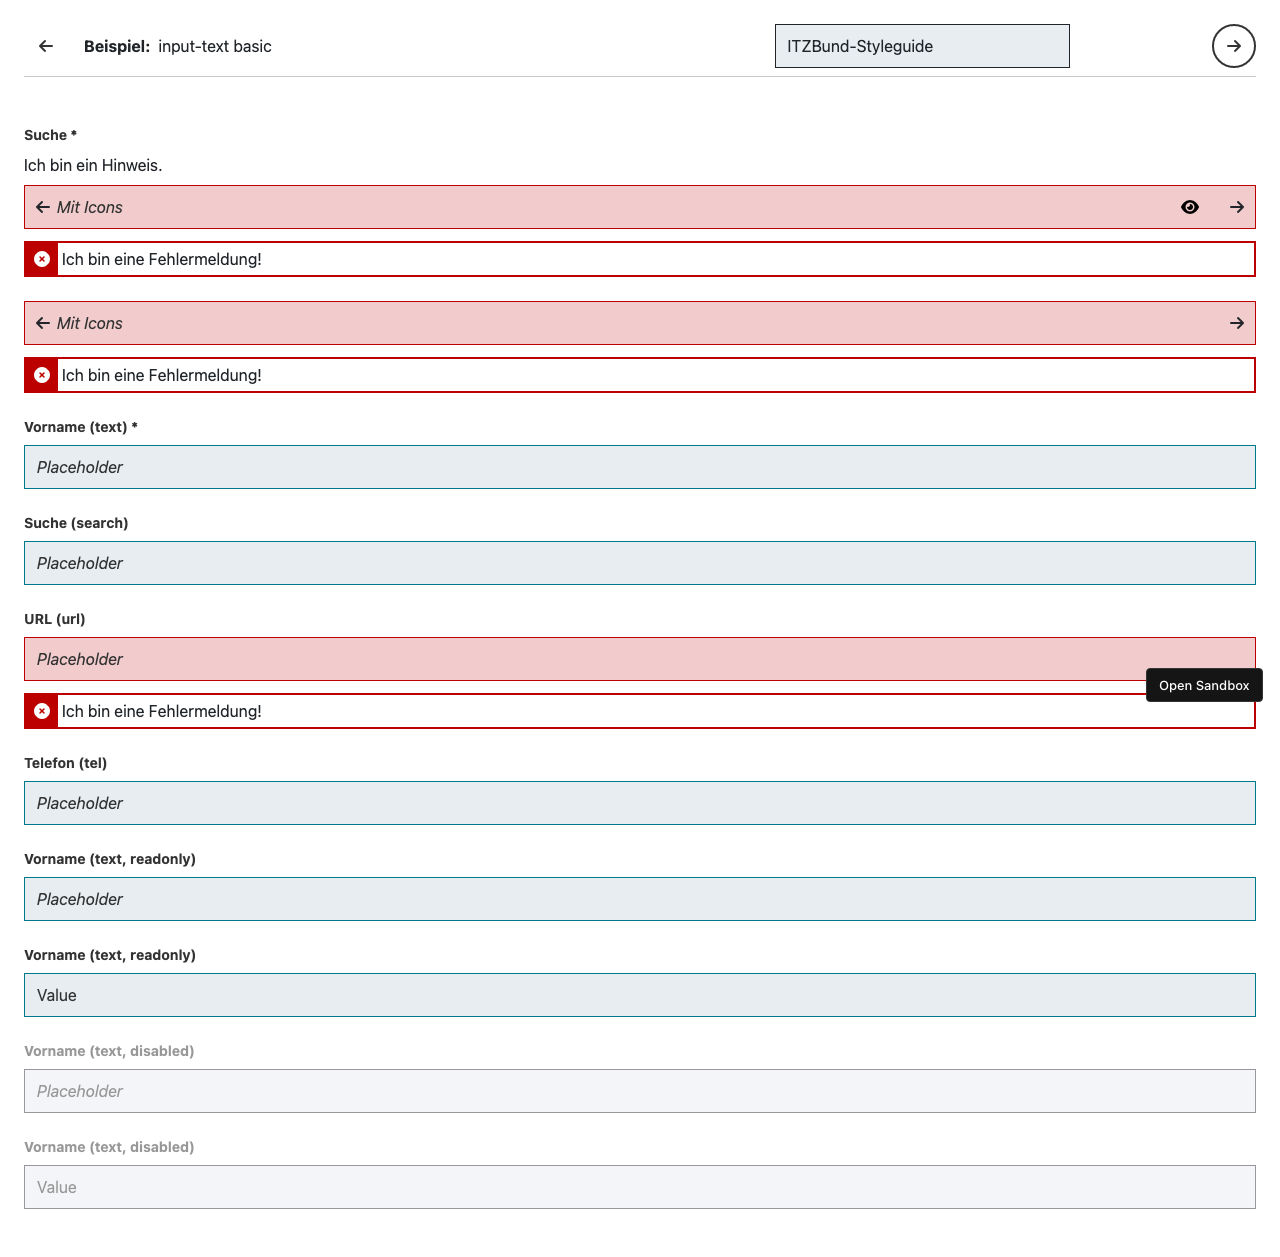 Beispiel: input-text basic
ITZBund-Styleguide
Suche *
Ich bin ein Hinweis.
Mit Icons
Ich bin eine Fehlermeldung!
Mit Icons
Ich bin eine Fehlermeldung!
Vorname (text) *
Placeholder
Suche (search)
Placeholder
URL (url)
Placeholder
Open Sandbox
Ich bin eine Fehlermeldung!
Telefon (tel)
Placeholder
Vorname (text, readonly)
Placeholder
Vorname (text, readonly)
Value
Vorname (text, disabled)
Placeholder
Vorname (text, disabled)
Value